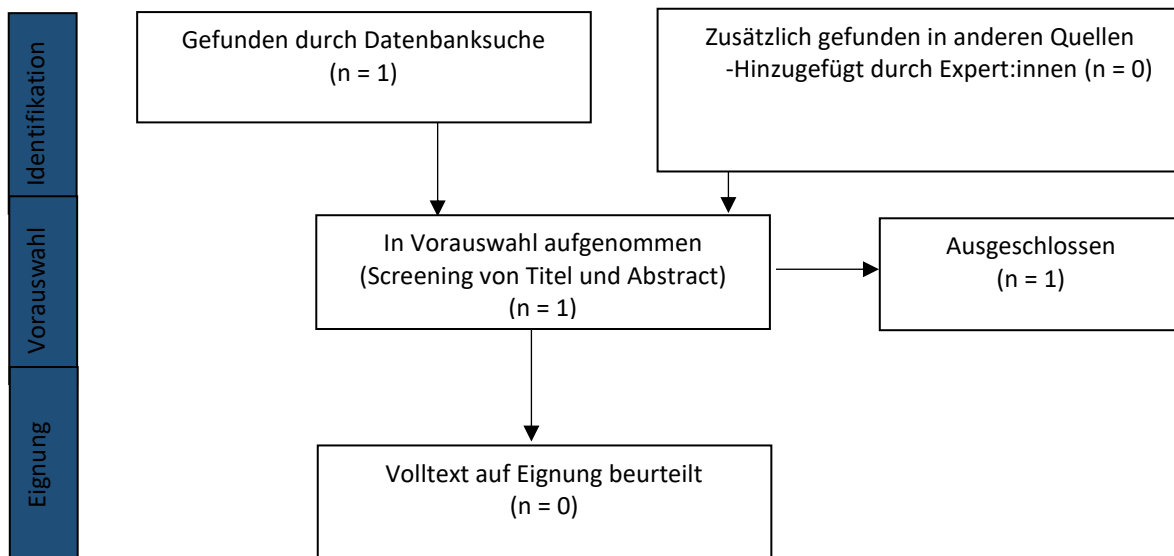 Identifikation
Gefunden durch Datenbanksuche
(n = 1)
Zusätzlich gefunden in anderen Quellen
-Hinzugefügt durch Expert:innen (n = 0)
Vorauswahl
In Vorauswahl aufgenommen
(Screening von Titel und Abstract)
(n = 1)
Ausgeschlossen
(n = 1)
Eignung
Volltext auf Eignung beurteilt
(n = 0)